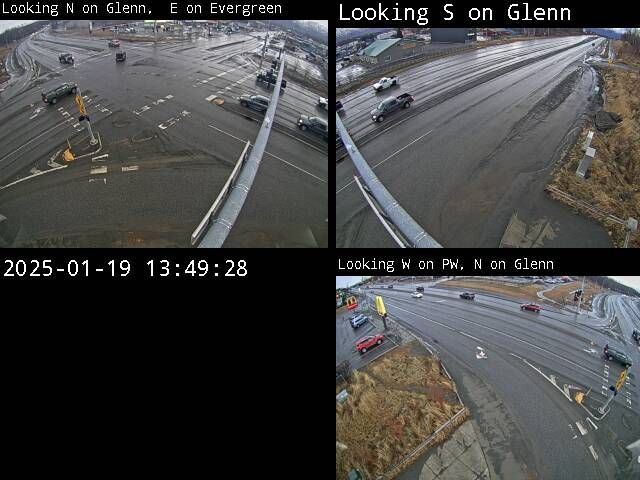 Looking N on Glenn,  E on Evergreen
Looking S on Glenn
2025-01-19 13:49:28
Looking W on PW, N on Glenn